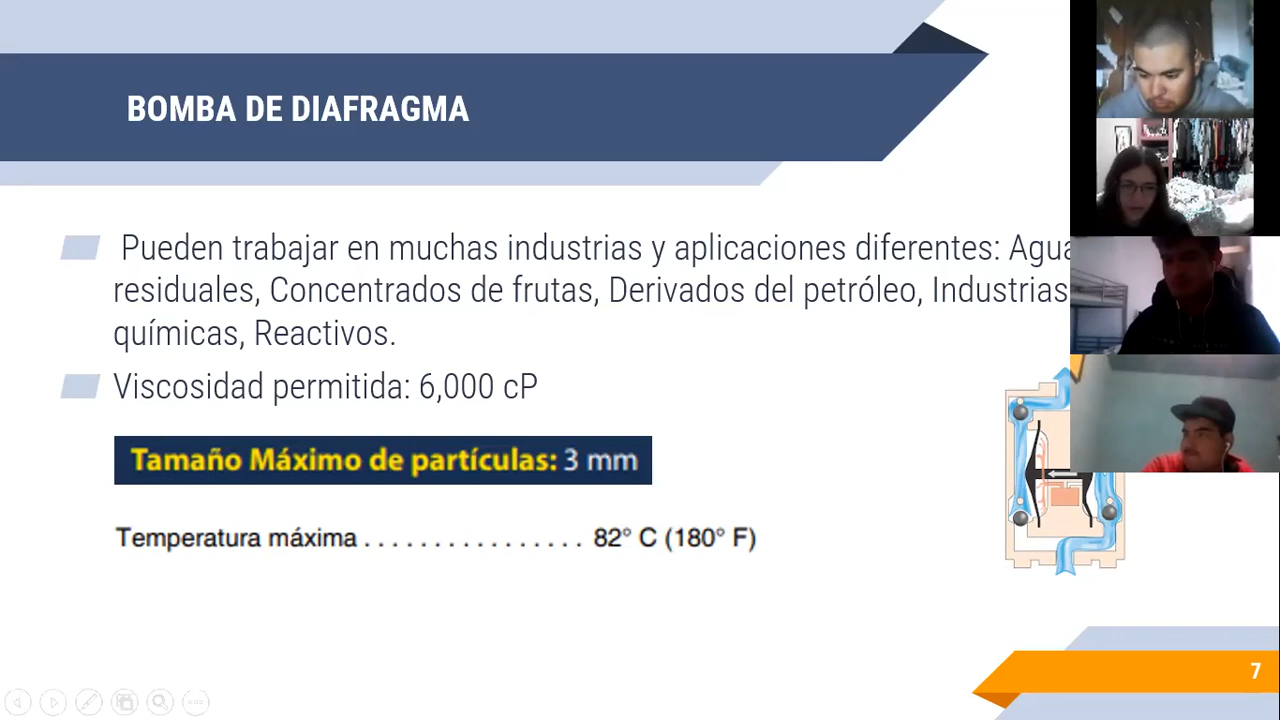 BOMBA DE DIAFRAGMA
Pueden trabajar en muchas industrias y aplicaciones diferentes:
residuales, Concentrados de frutas, Derivados del petróleo, Industrias
químicas, Reactivos.
Viscosidad permitida: 6,000 cP
Tamaño Máximo de partículas: 3 mm
Temperatura máxima . . . . . . . . . . . . . . . . 82° C (180° F)
7